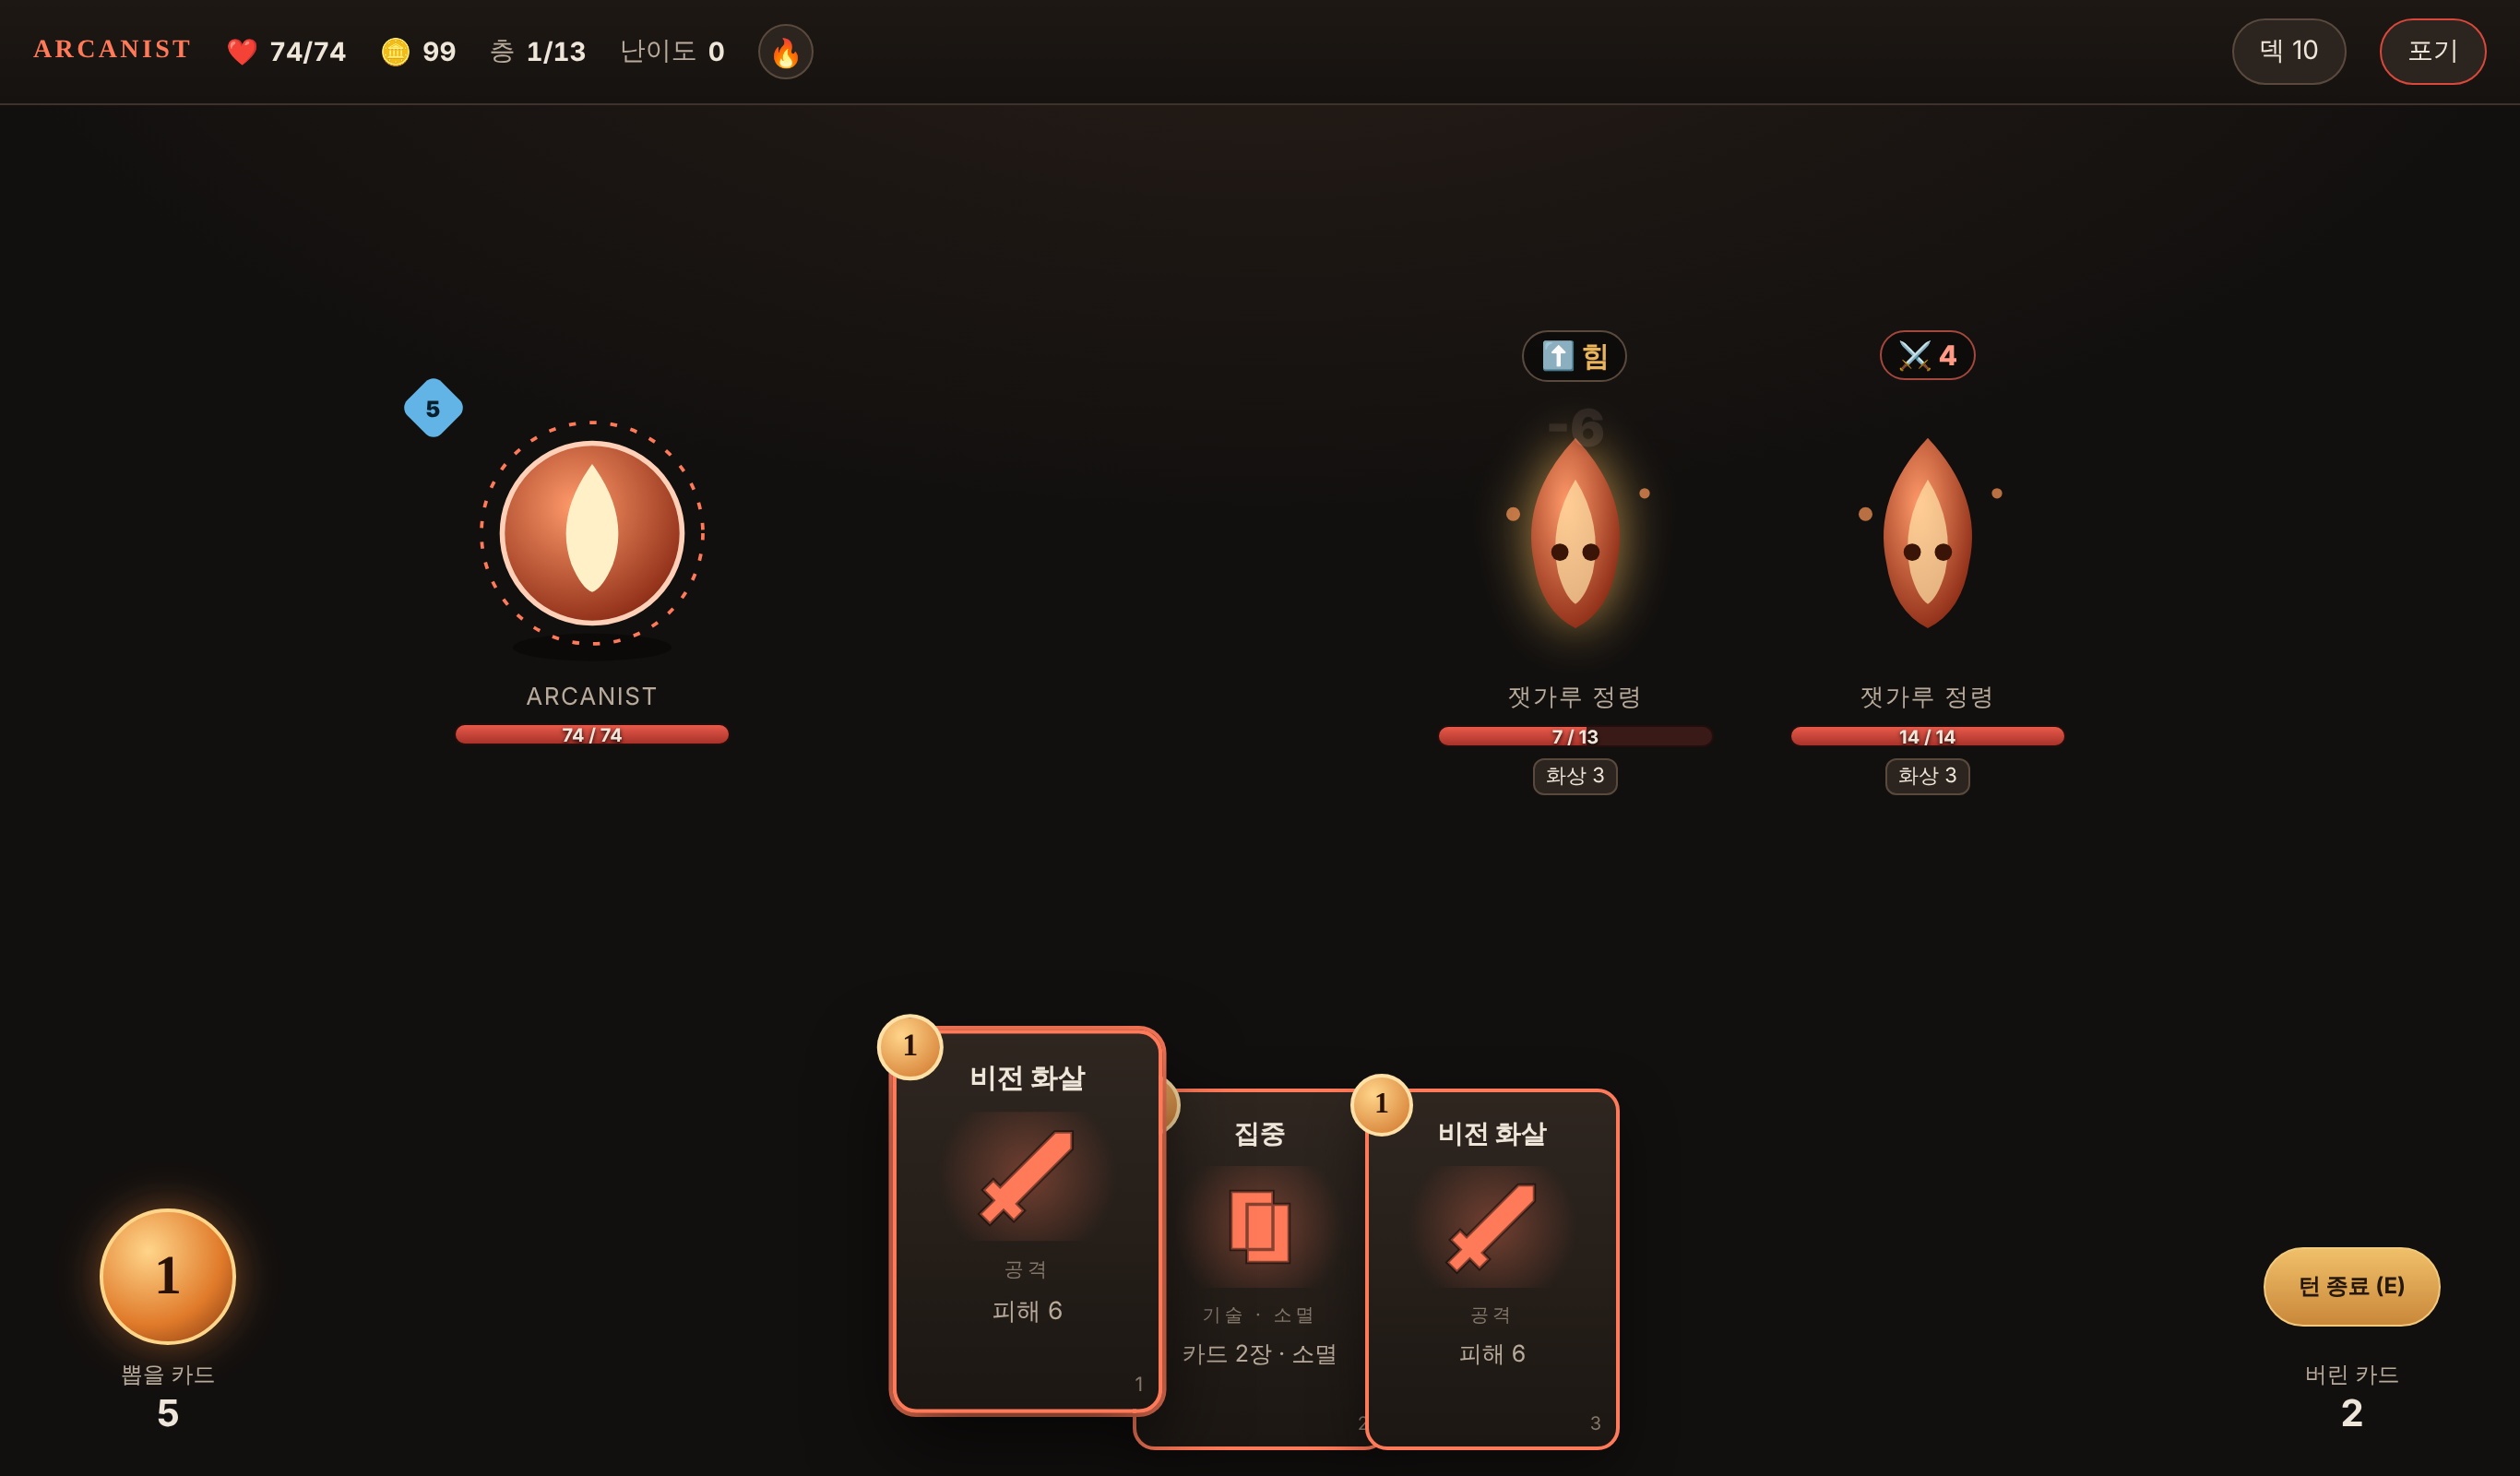 ARCANIST ❤️ 74/74 🪙 99 층 1/13 난이도 0 🔥 덱 10 포기
⬆️ 힘
⚔️ 4
5
-6
ARCANIST
74 / 74
잿가루 정령
7 / 13
화상 3
잿가루 정령
14 / 14
화상 3
1
비전 화살
공격
피해 6
1
집중
기술 · 소멸
카드 2장 · 소멸
2
1
비전 화살
공격
피해 6
3
1
뽑을 카드
5
턴 종료 (E)
버린 카드
2